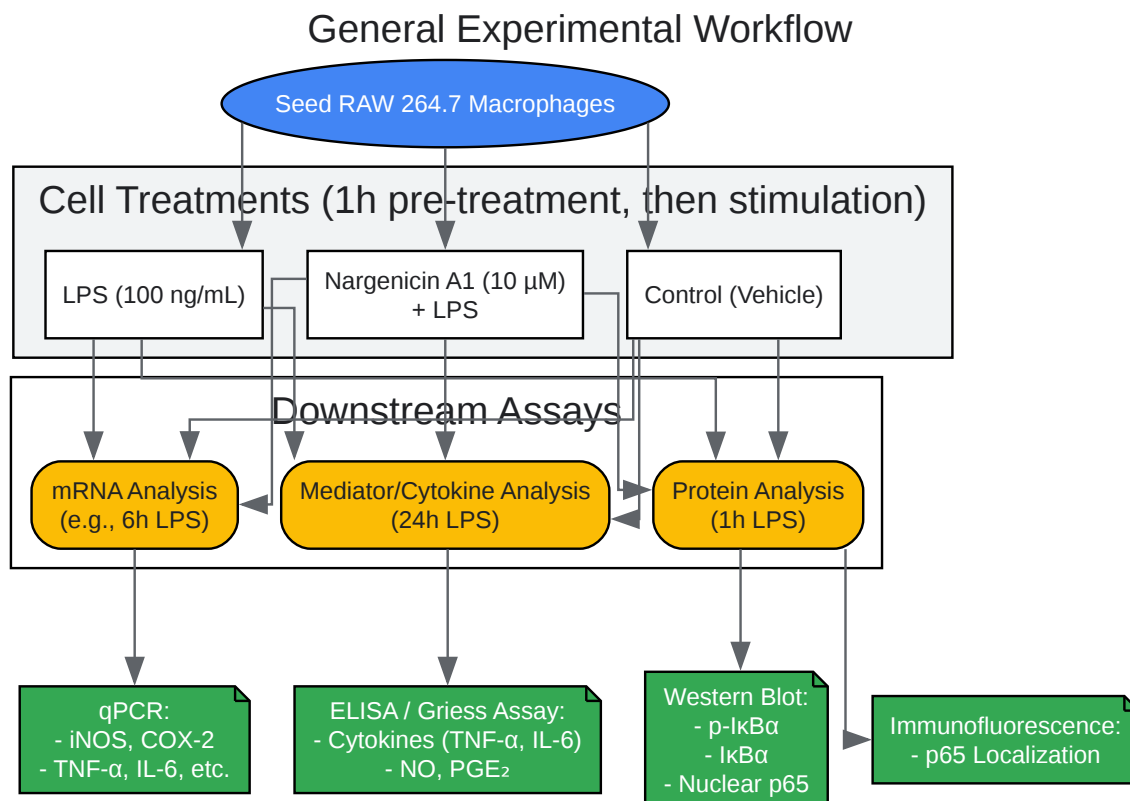 General Experimental Workflow
Seed RAW 264.7 Macrophages
Cell Treatments (1h pre-treatment, then stimulation)
LPS (100 ng/mL)
Nargenicin A1 (10 µM)
+ LPS
Control (Vehicle)
Downstream Assays
mRNA Analysis
(e.g., 6h LPS)
Mediator/Cytokine Analysis
(24h LPS)
Protein Analysis
(1h LPS)
qPCR:
- iNOS, COX-2
- TNF-α, IL-6, etc.
ELISA / Griess Assay:
- Cytokines (TNF-α, IL-6)
- NO, PGE₂
Western Blot:
- p-IκBα
- IκBα
- Nuclear p65
Immunofluorescence:
- p65 Localization